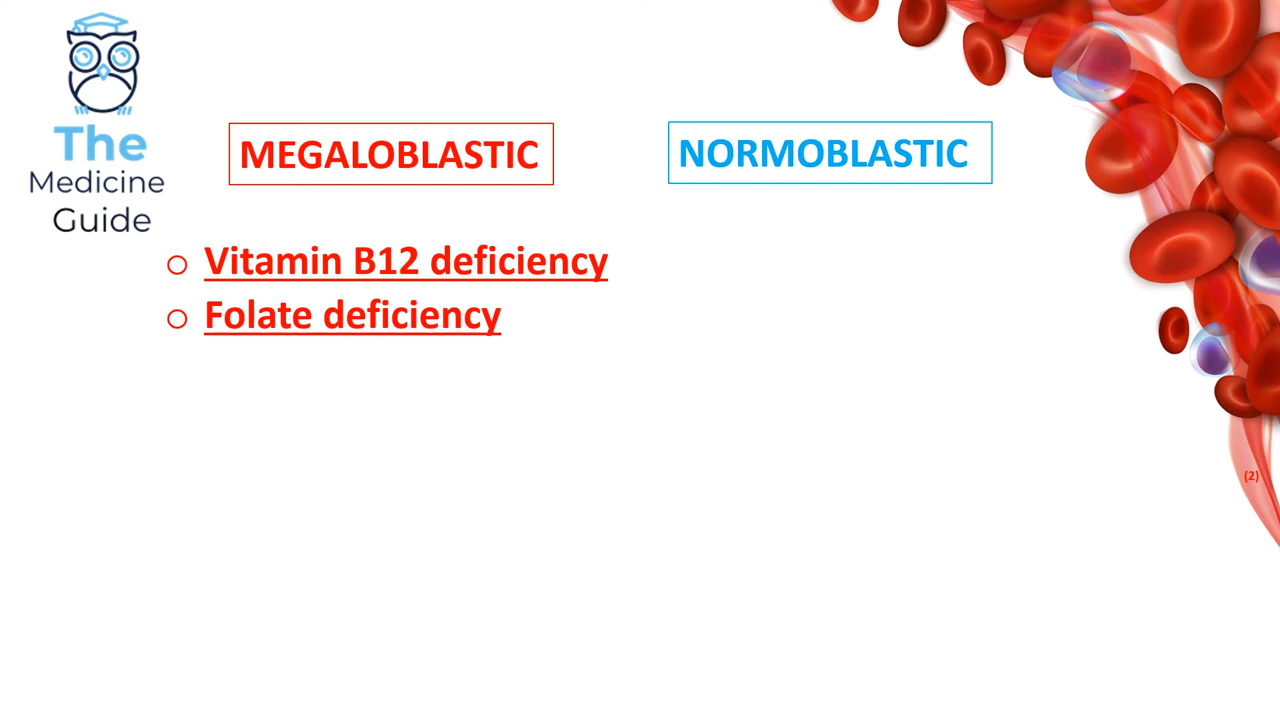 The
Medicine
Guide
MEGALOBLASTIC
NORMOBLASTIC
Vitamin B12 deficiency
Folate deficiency
(2)